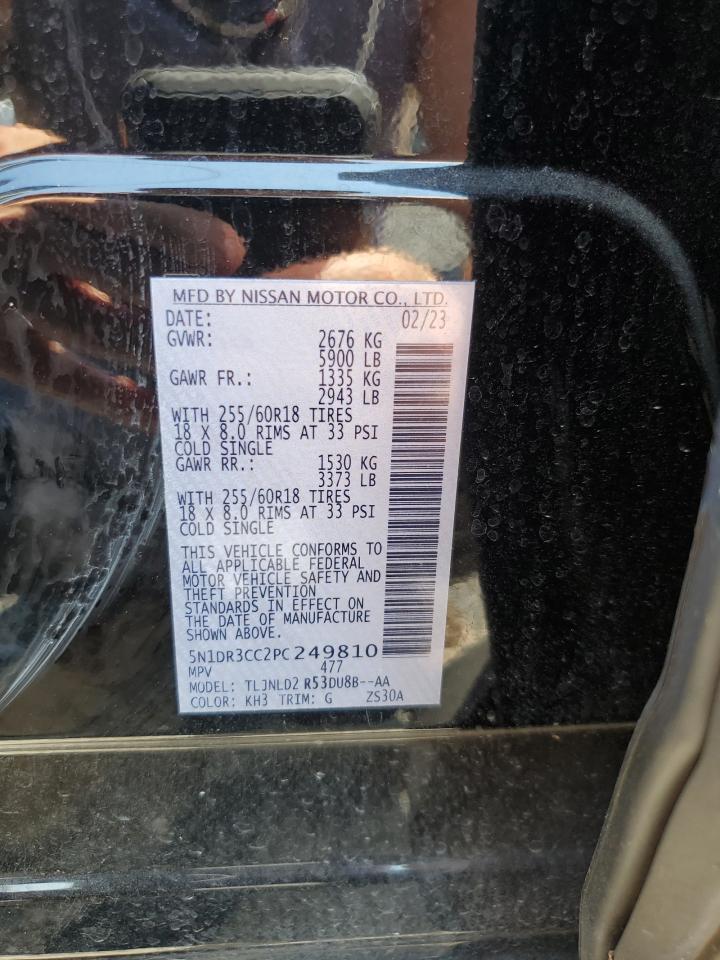 MFD BY NISSAN MOTOR CO., LTD.
DATE: 02/23
GVWR: 2676 KG
5900 LB
GAWR FR.: 1335 KG
2943 LB
WITH 255/60R18 TIRES
18 X 8.0 RIMS AT 33 PSI
COLD SINGLE
GAWR RR.: 1530 KG
3373 LB
WITH 255/60R18 TIRES
18 X 8.0 RIMS AT 33 PSI
COLD SINGLE
THIS VEHICLE CONFORMS TO
ALL APPLICABLE FEDERAL
MOTOR VEHICLE SAFETY AND
THEFT PREVENTION
STANDARDS IN EFFECT ON
THE DATE OF MANUFACTURE
SHOWN ABOVE.
5N1DR3CC2PC249810
MPV 477
MODEL: TLJNLD2 R53DU8B--AA
COLOR: KH3 TRIM: G ZS30A